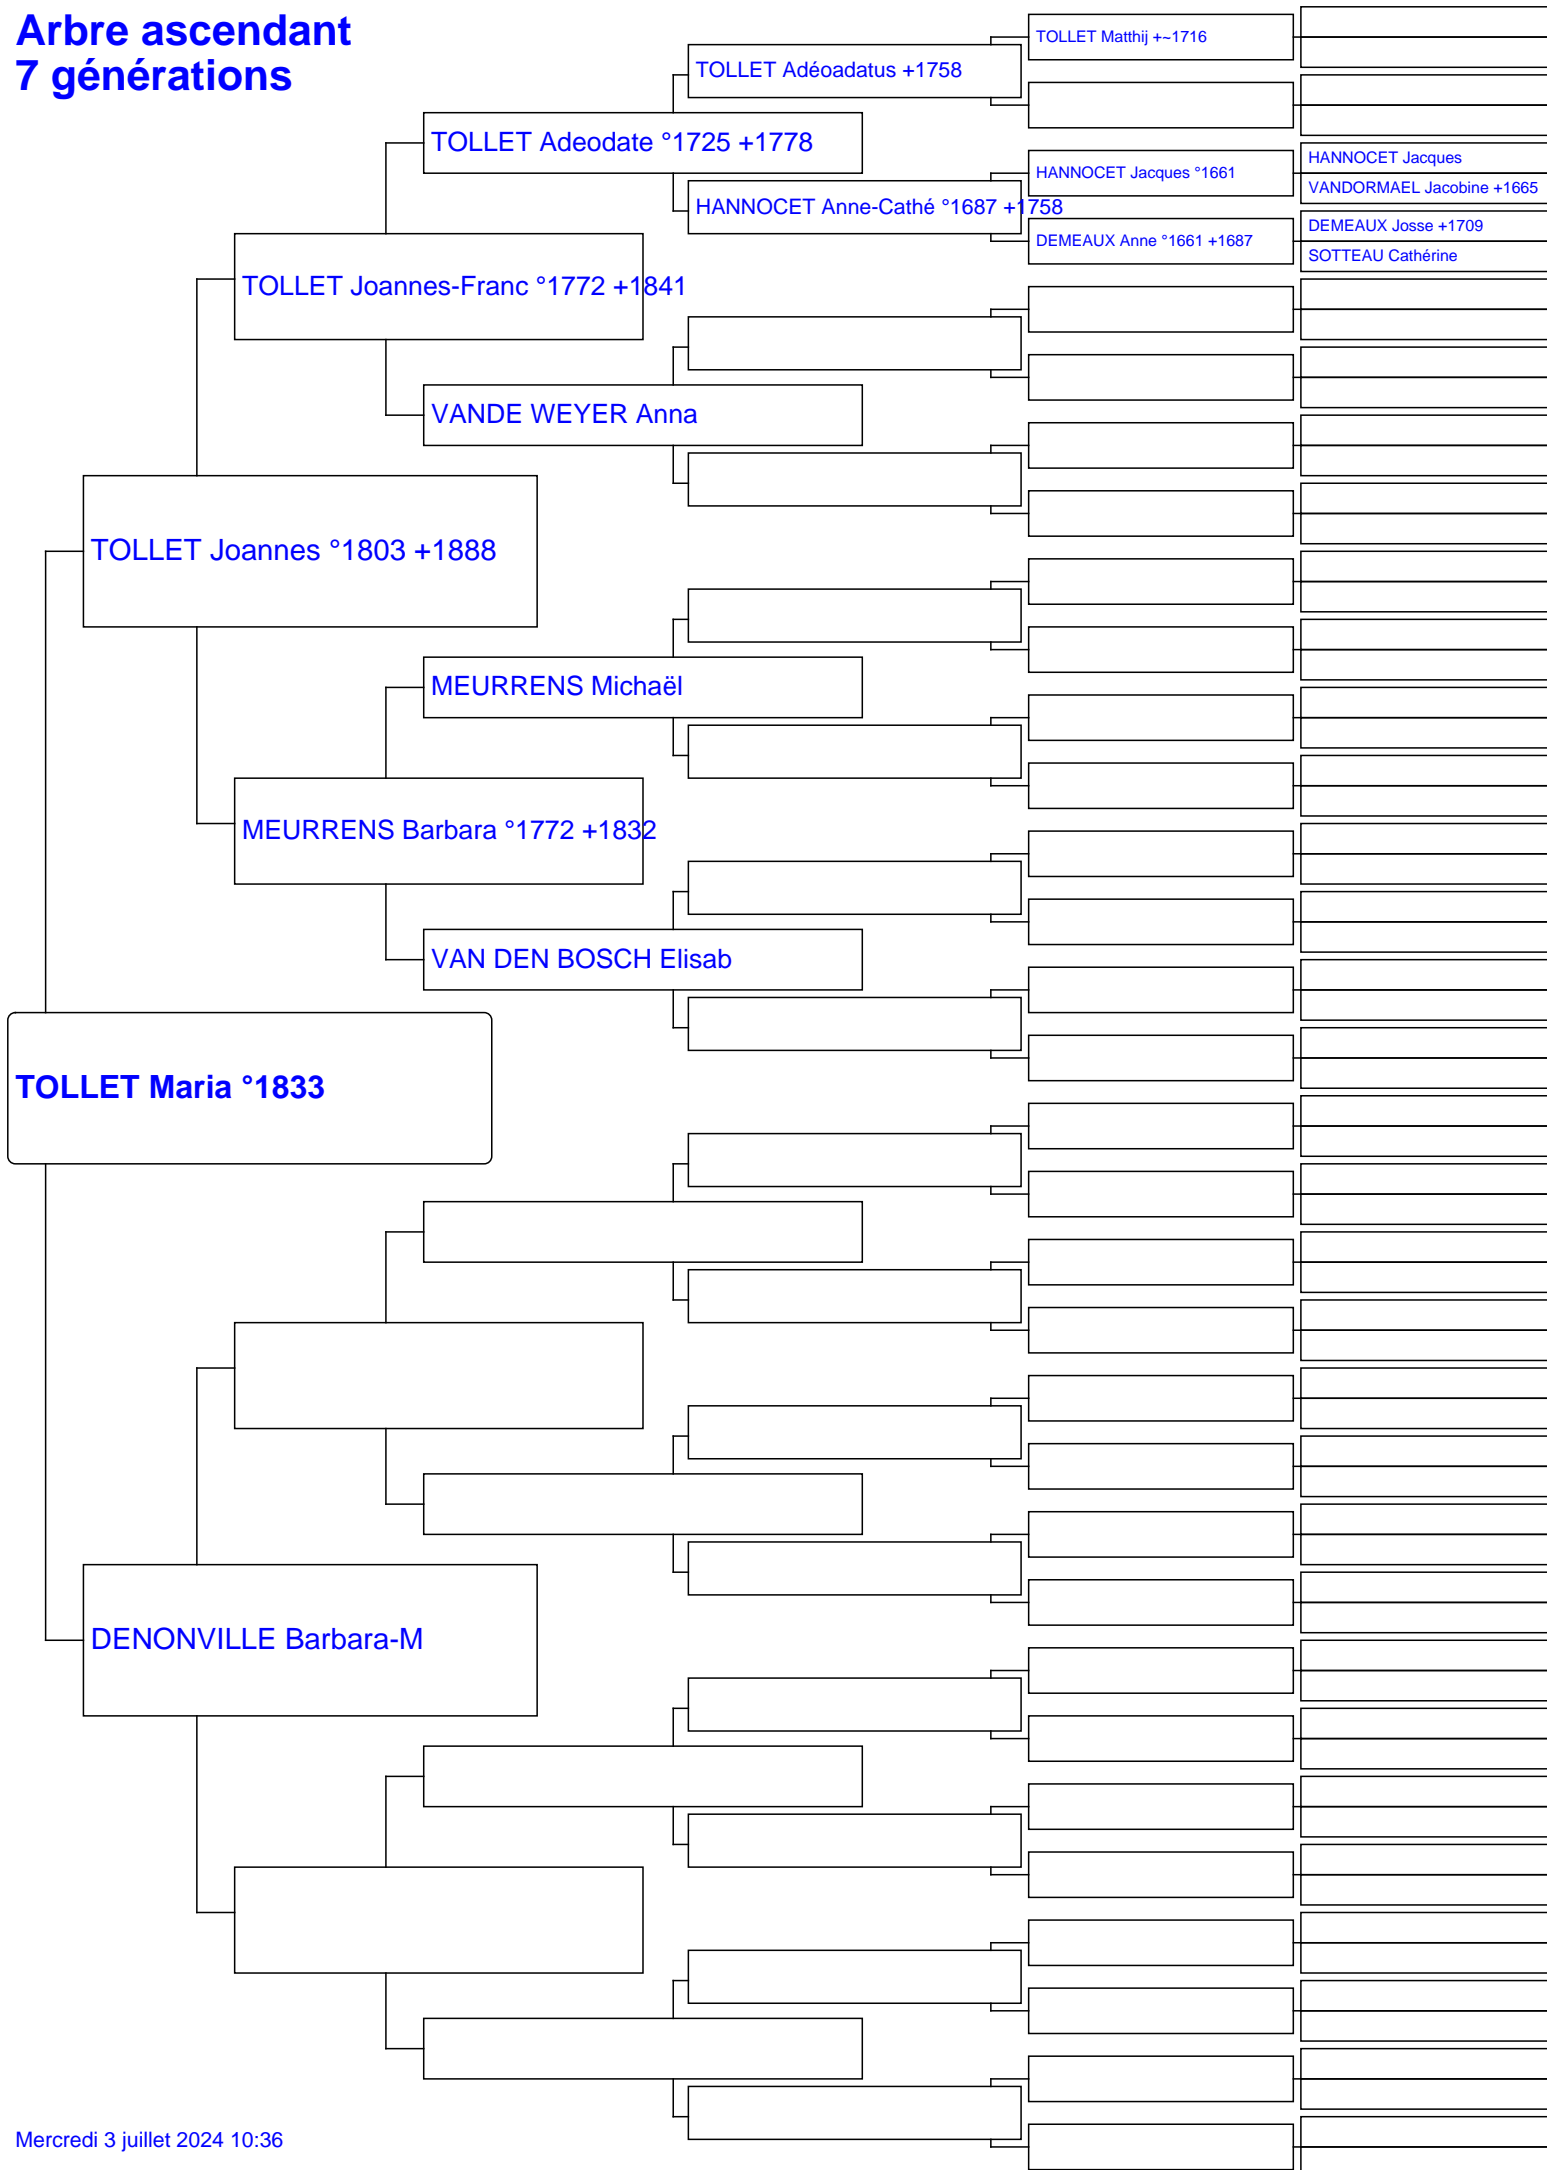 Arbre ascendant
7 générations
TOLLET Matthij +~1716
TOLLET Adéoadatus +1758
TOLLET Adeodate °1725 +1778
HANNOCET Jacques
HANNOCET Jacques °1661
VANDORMAEL Jacobine +1665
HANNOCET Anne-Cathé °1687 +1758
DEMEAUX Josse +1709
DEMEAUX Anne °1661 +1687
SOTTEAU Cathérine
TOLLET Joannes-Franc °1772 +1841
VANDE WEYER Anna
TOLLET Joannes °1803 +1888
MEURRENS Michaël
MEURRENS Barbara °1772 +1832
VAN DEN BOSCH Elisab
TOLLET Maria °1833
DENONVILLE Barbara-M
Mercredi 3 juillet 2024 10:36